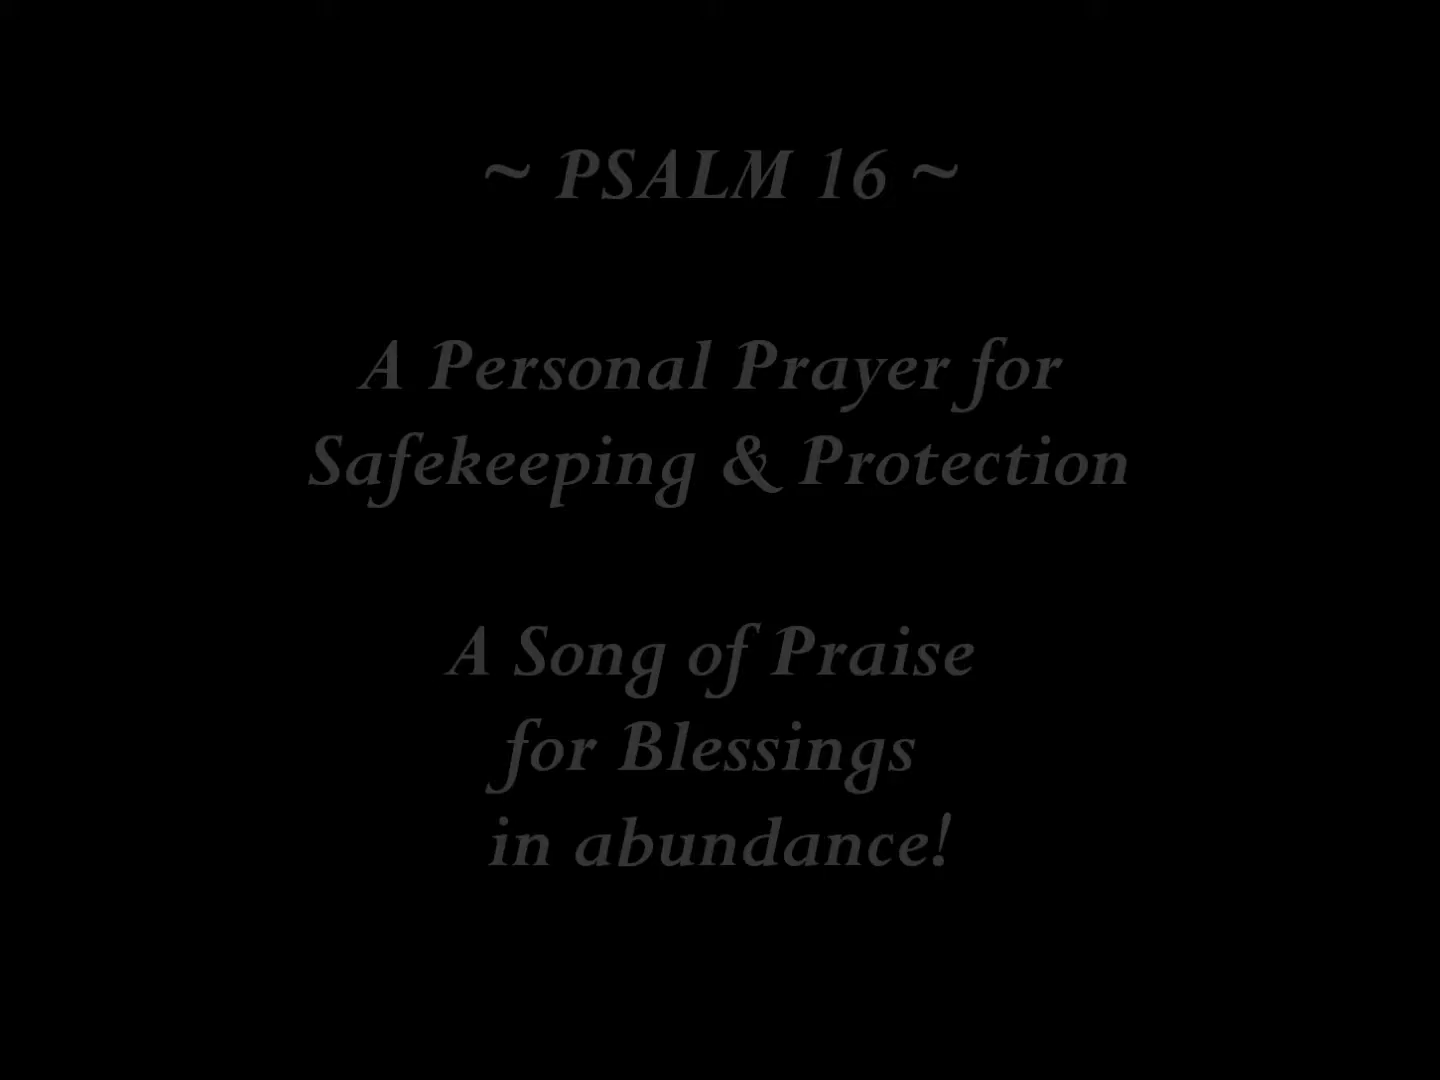 ~ PSALM 16 ~
A Personal Prayer for
Safekeeping & Protection
A Song of Praise
for Blessings
in abundance!